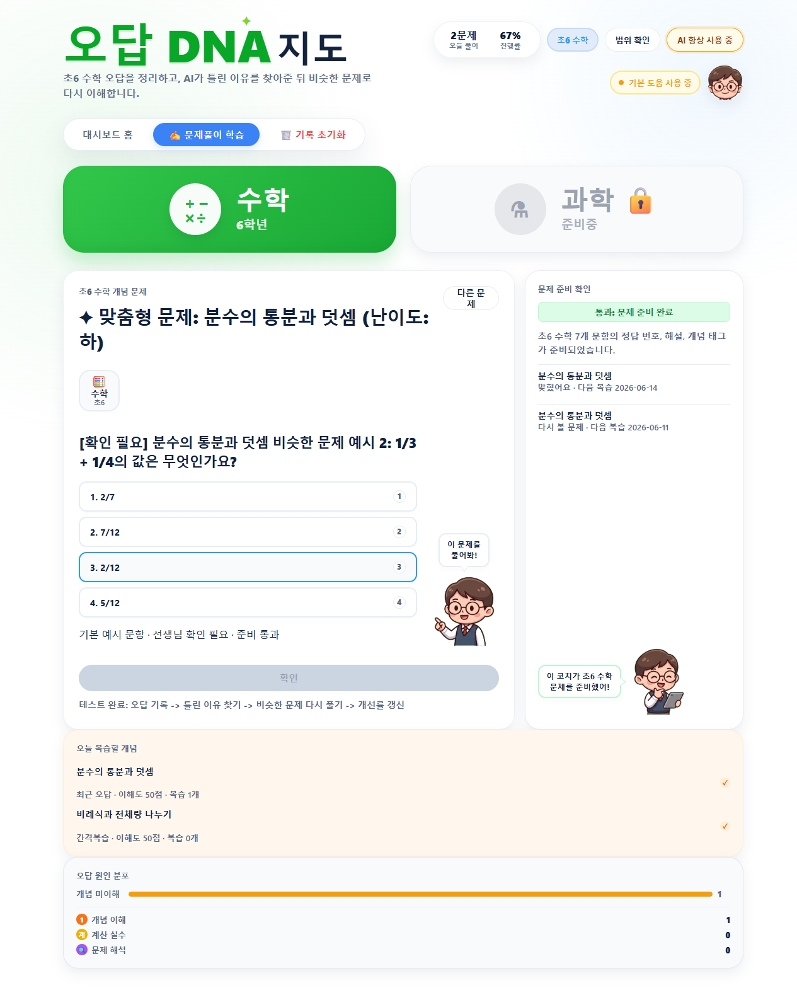 오답 DNA 지도
초6 수학 오답을 정리하고, AI가 틀린 이유를 찾아준 뒤 비슷한 문제로
다시 이해합니다.
2문제
오늘 풀이
67%
진행률
초6 수학
범위 확인
AI 항상 사용 중
기본 도움 사용 중
대시보드 홈
문제풀이 학습
기록 초기화
+ −
× ÷
수학
6학년
과학
준비중
초6 수학 개념 문제
다른 문
제
맞춤형 문제: 분수의 통분과 덧셈 (난이도:
하)
수학
초6
[확인 필요] 분수의 통분과 덧셈 비슷한 문제 예시 2: 1/3
+ 1/4의 값은 무엇인가요?
1. 2/7
1
2. 7/12
2
3. 2/12
3
4. 5/12
4
이 문제를
풀어봐!
기본 예시 문항 · 선생님 확인 필요 · 준비 통과
확인
테스트 완료: 오답 기록 -> 틀린 이유 찾기 -> 비슷한 문제 다시 풀기 -> 개선률 갱신
문제 준비 확인
통과: 문제 준비 완료
초6 수학 7개 문항의 정답 번호, 해설, 개념 태그
가 준비되었습니다.
분수의 통분과 덧셈
맞혔어요 · 다음 복습 2026-06-14
분수의 통분과 덧셈
다시 볼 문제 · 다음 복습 2026-06-11
이 코치가 초6 수학
문제를 준비했어!
오늘 복습할 개념
분수의 통분과 덧셈
최근 오답 · 이해도 50점 · 복습 1개
✓
비례식과 전체량 나누기
간격복습 · 이해도 50점 · 복습 0개
✓
오답 원인 분포
개념 미이해
1
1 개념 이해 1
계 계산 실수 0
문제 해석 0